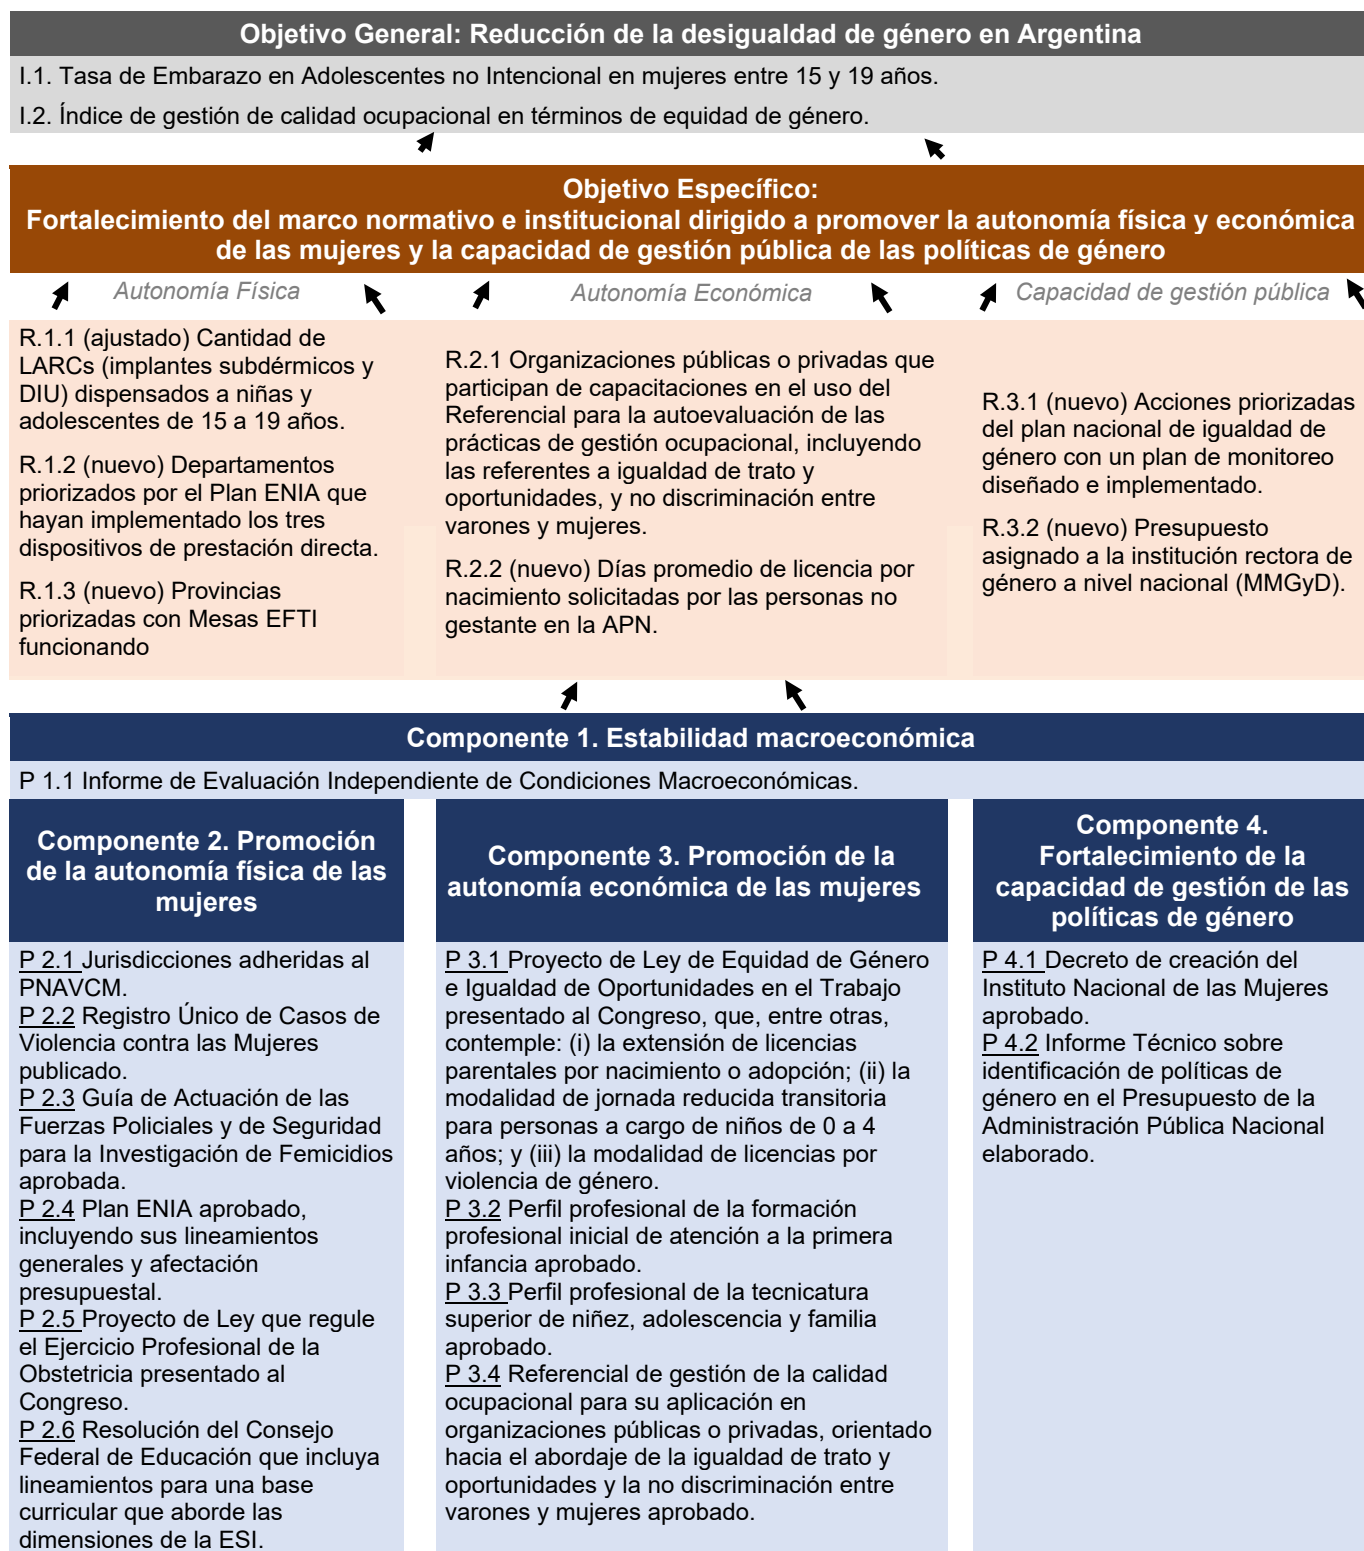 Objetivo General: Reducción de la desigualdad de género en Argentina
I.1. Tasa de Embarazo en Adolescentes no Intencional en mujeres entre 15 y 19 años.
I.2. Índice de gestión de calidad ocupacional en términos de equidad de género.
Objetivo Específico:
Fortalecimiento del marco normativo e institucional dirigido a promover la autonomía física y económica
de las mujeres y la capacidad de gestión pública de las políticas de género
Autonomía Física
Autonomía Económica
Capacidad de gestión pública
R.1.1 (ajustado) Cantidad de
LARCs (implantes subdérmicos y
DIU) dispensados a niñas y
adolescentes de 15 a 19 años.
R.1.2 (nuevo) Departamentos
priorizados por el Plan ENIA que
hayan implementado los tres
dispositivos de prestación directa.
R.1.3 (nuevo) Provincias
priorizadas con Mesas EFTI
funcionando
R.2.1 Organizaciones públicas o privadas que
participan de capacitaciones en el uso del
Referencial para la autoevaluación de las
prácticas de gestión ocupacional, incluyendo
las referentes a igualdad de trato y
oportunidades, y no discriminación entre
varones y mujeres.
R.2.2 (nuevo) Días promedio de licencia por
nacimiento solicitadas por las personas no
gestante en la APN.
R.3.1 (nuevo) Acciones priorizadas
del plan nacional de igualdad de
género con un plan de monitoreo
diseñado e implementado.
R.3.2 (nuevo) Presupuesto
asignado a la institución rectora de
género a nivel nacional (MMGyD).
Componente 1. Estabilidad macroeconómica
P 1.1 Informe de Evaluación Independiente de Condiciones Macroeconómicas.
Componente 2. Promoción
de la autonomía física de las
mujeres
P 2.1 Jurisdicciones adheridas al
PNAVCM.
P 2.2 Registro Único de Casos de
Violencia contra las Mujeres
publicado.
P 2.3 Guía de Actuación de las
Fuerzas Policiales y de Seguridad
para la Investigación de Femicidios
aprobada.
P 2.4 Plan ENIA aprobado,
incluyendo sus lineamientos
generales y afectación
presupuestal.
P 2.5 Proyecto de Ley que regule
el Ejercicio Profesional de la
Obstetricia presentado al
Congreso.
P 2.6 Resolución del Consejo
Federal de Educación que incluya
lineamientos para una base
curricular que aborde las
dimensiones de la ESI.
Componente 3. Promoción de la
autonomía económica de las mujeres
P 3.1 Proyecto de Ley de Equidad de Género
e Igualdad de Oportunidades en el Trabajo
presentado al Congreso, que, entre otras,
contemple: (i) la extensión de licencias
parentales por nacimiento o adopción; (ii) la
modalidad de jornada reducida transitoria
para personas a cargo de niños de 0 a 4
años; y (iii) la modalidad de licencias por
violencia de género.
P 3.2 Perfil profesional de la formación
profesional inicial de atención a la primera
infancia aprobado.
P 3.3 Perfil profesional de la tecnicatura
superior de niñez, adolescencia y familia
aprobado.
P 3.4 Referencial de gestión de la calidad
ocupacional para su aplicación en
organizaciones públicas o privadas, orientado
hacia el abordaje de la igualdad de trato y
oportunidades y la no discriminación entre
varones y mujeres aprobado.
Componente 4.
Fortalecimiento de la
capacidad de gestión de las
políticas de género
P 4.1 Decreto de creación del
Instituto Nacional de las Mujeres
aprobado.
P 4.2 Informe Técnico sobre
identificación de políticas de
género en el Presupuesto de la
Administración Pública Nacional
elaborado.